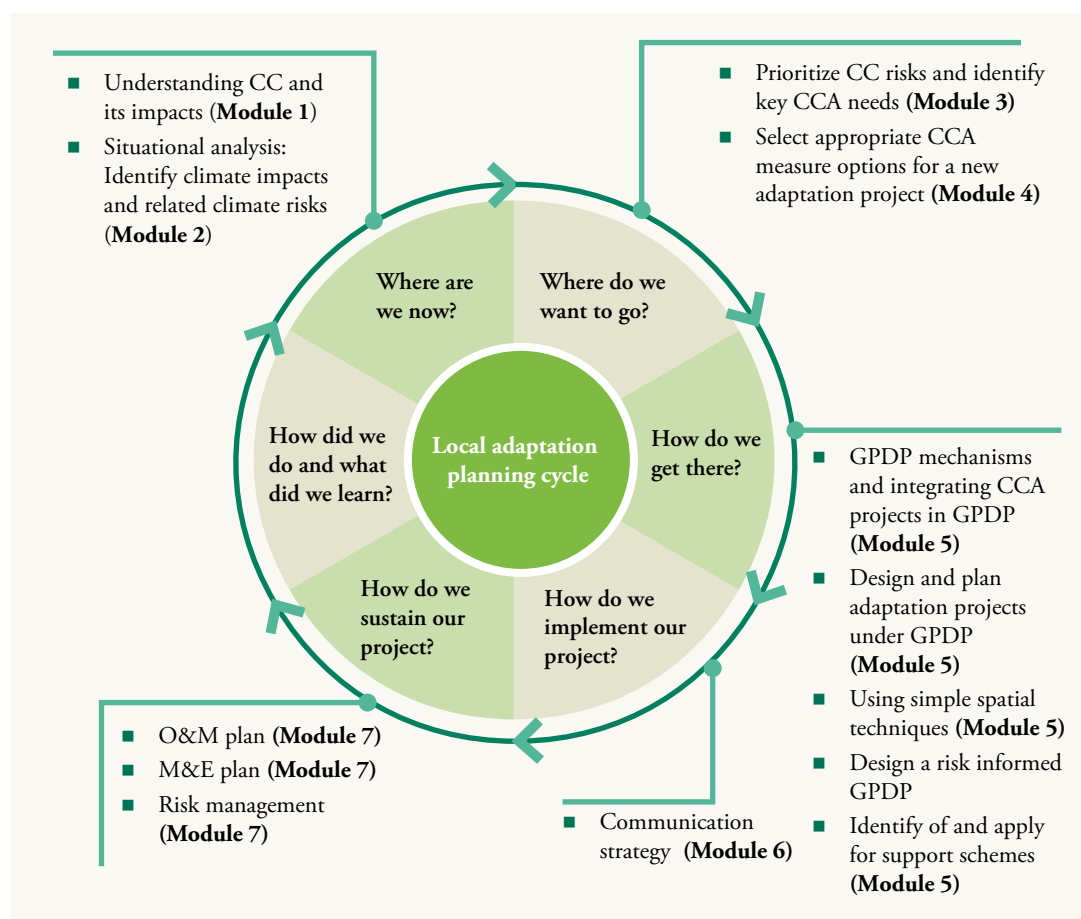 Understanding CC and
its impacts (Module 1)
Situational analysis:
Identify climate impacts
and related climate risks
(Module 2)
Prioritize CC risks and identify
key CCA needs (Module 3)
Select appropriate CCA
measure options for a new
adaptation project (Module 4)
Where are
we now?
Where do we
want to go?
How did we
do and what
did we learn?
Local adaptation
planning cycle
How do we
get there?
How do we
sustain our
project?
How do we
implement our
project?
GPDP mechanisms
and integrating CCA
projects in GPDP
(Module 5)
Design and plan
adaptation projects
under GPDP
(Module 5)
Using simple spatial
techniques (Module 5)
Design a risk informed
GPDP
Identify of and apply
for support schemes
(Module 5)
O&M plan (Module 7)
M&E plan (Module 7)
Risk management
(Module 7)
Communication
strategy (Module 6)